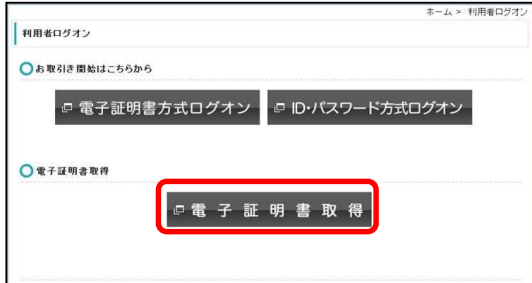 ホーム > 利用者ログオン
利用者ログオン
お取引き開始はこちらから
電子証明書方式ログオン
ID・パスワード方式ログオン
電子証明書取得
電子証明書取得